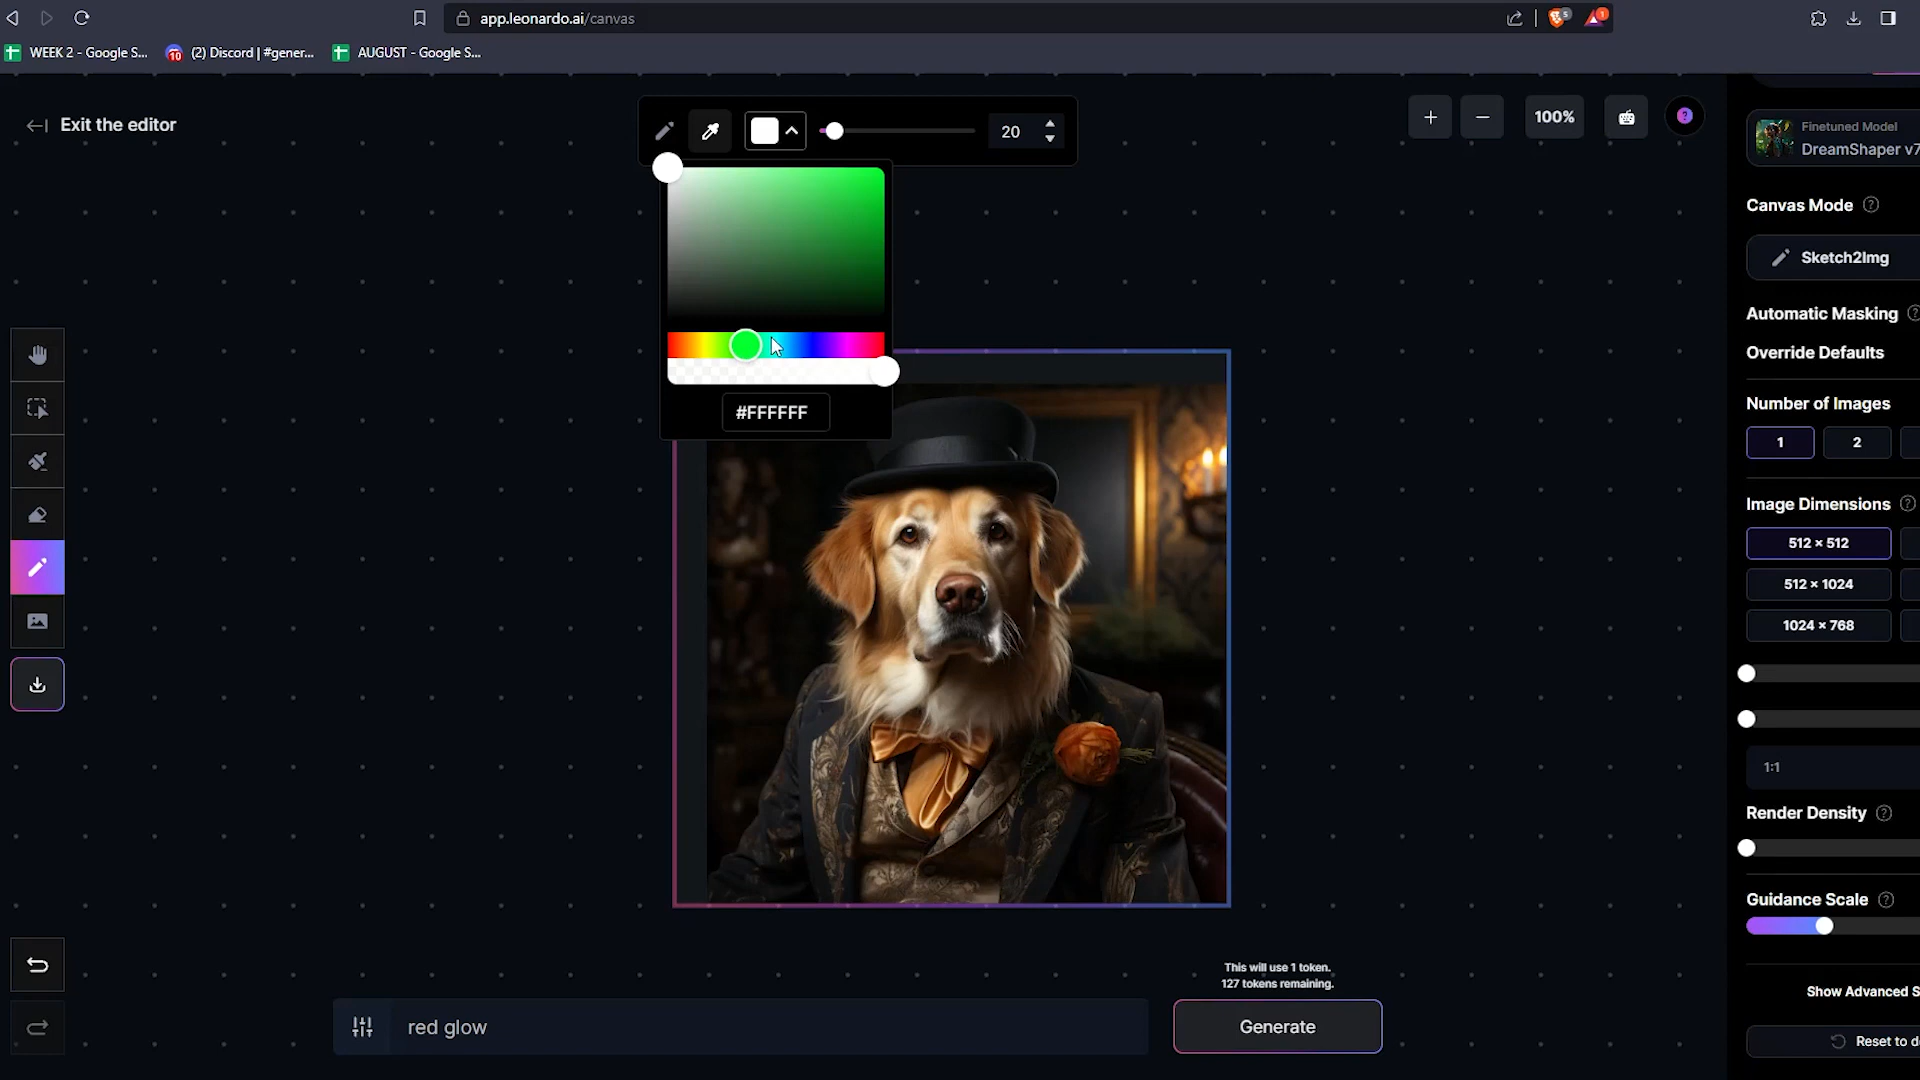 app.leonardo.ai/canvas
5
1
WEEK 2 - Google S...
10
(2) Discord | #gener...
AUGUST - Google S...
Exit the editor
20
100%
?
Finetuned Model
DreamShaper v7
Canvas Mode ?
Sketch2Img
Automatic Masking ?
Override Defaults
#FFFFFF
Number of Images
1
2
Image Dimensions ?
512 × 512
512 × 1024
1024 × 768
1:1
Render Density ?
Guidance Scale ?
This will use 1 token.
127 tokens remaining.
Show Advanced S
red glow
Generate
Reset to d